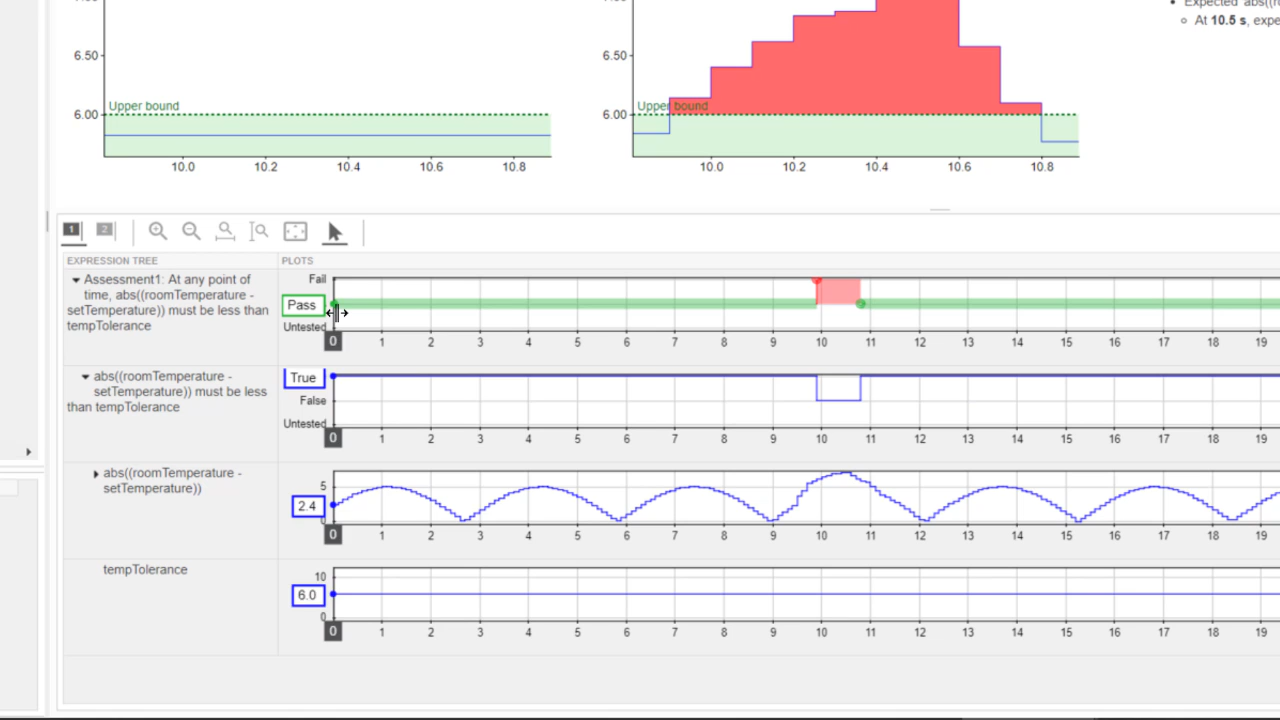 Expected abs((r
At 10.5 s, expe
6.50
6.50
Upper bound
Upper bound
6.00
6.00
10.0 10.2 10.4 10.6 10.8
10.0 10.2 10.4 10.6 10.8
1 2
EXPRESSION TREE PLOTS
Assessment1: At any point of
time, abs((roomTemperature -
setTemperature)) must be less than
tempTolerance
Fail
Pass
Untested
0 1 2 3 4 5 6 7 8 9 10 11 12 13 14 15 16 17 18 19
abs((roomTemperature -
setTemperature)) must be less
than tempTolerance
True
False
Untested
0 1 2 3 4 5 6 7 8 9 10 11 12 13 14 15 16 17 18 19
abs((roomTemperature -
setTemperature))
5
2.4
0 1 2 3 4 5 6 7 8 9 10 11 12 13 14 15 16 17 18 19
tempTolerance
10
6.0
0
0 1 2 3 4 5 6 7 8 9 10 11 12 13 14 15 16 17 18 19